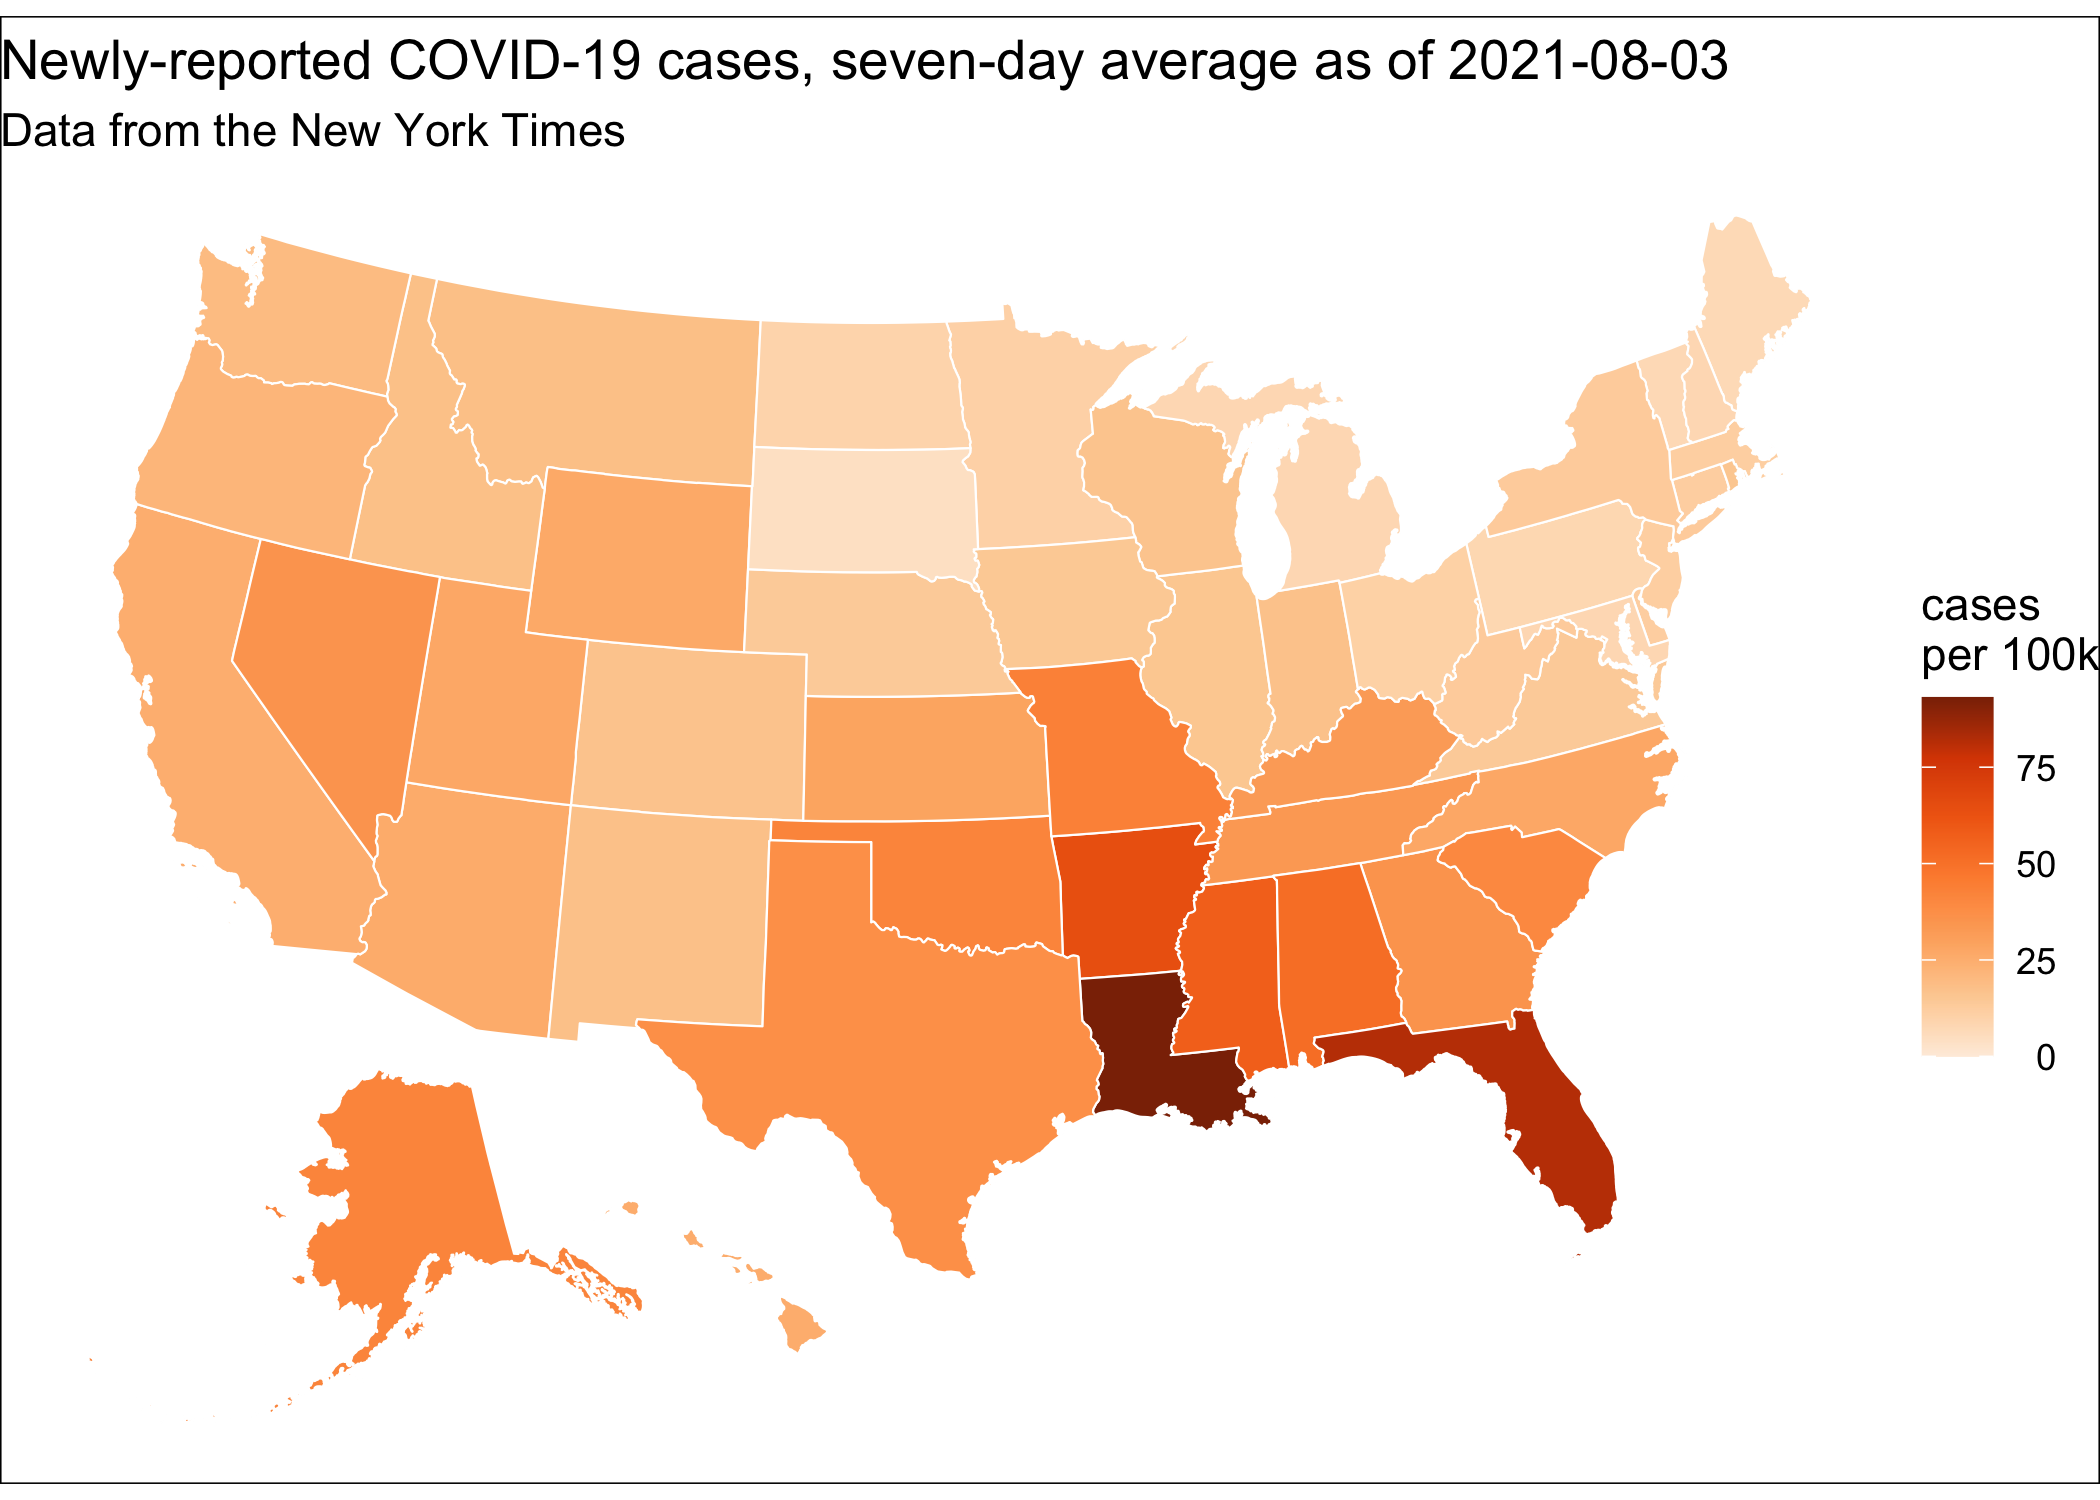 Newly-reported COVID-19 cases, seven-day average as of 2021-08-03
Data from the New York Times
cases
per 100k
75
50
25
0